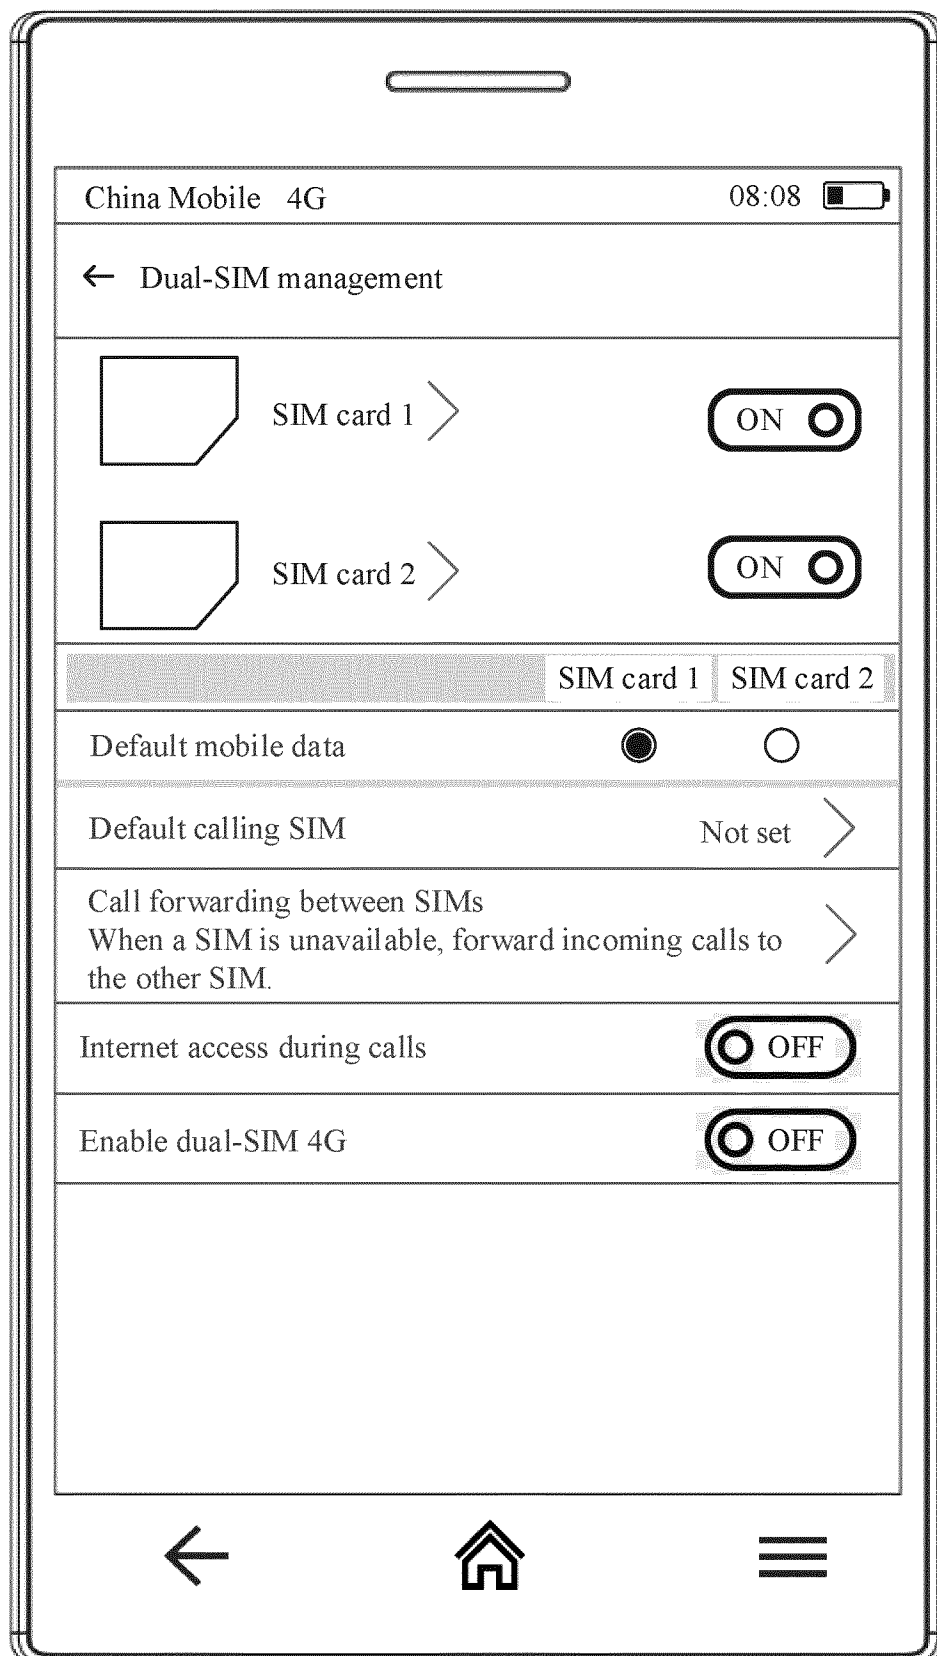 China Mobile 4G 08:08
Dual-SIM management
SIM card 1 ON
SIM card 2 ON
SIM card 1 SIM card 2
Default mobile data
Default calling SIM Not set
Call forwarding between SIMs
When a SIM is unavailable, forward incoming calls to
the other SIM.
Internet access during calls OFF
Enable dual-SIM 4G OFF